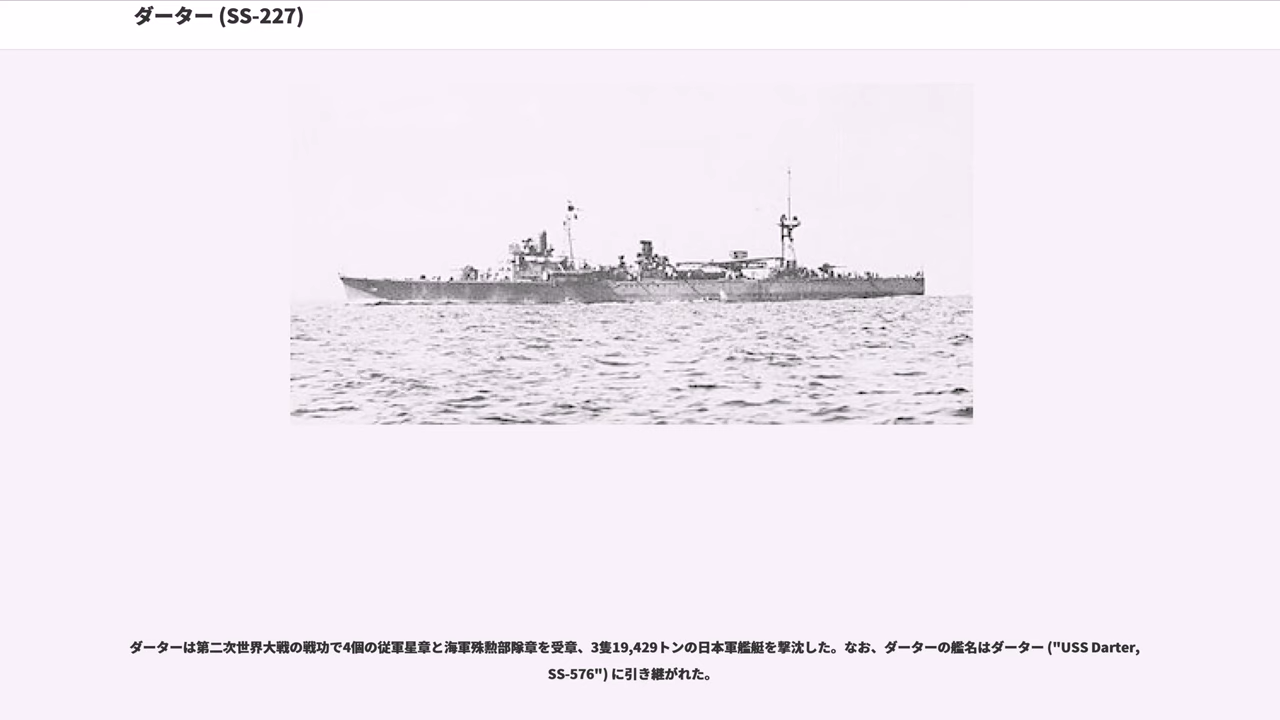 ダーター (SS-227)
ダーターは第二次世界大戦の戦功で4個の従軍星章と海軍殊勲部隊章を受章、3隻19,429トンの日本軍艦艇を撃沈した。なお、ダーターの艦名はダーター ("USS Darter,
SS-576") に引き継がれた。